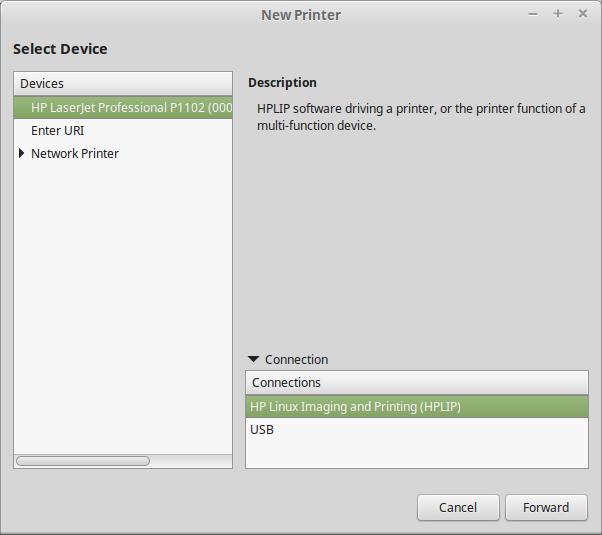 New Printer
Select Device
Devices
HP LaserJet Professional P1102 (000
Enter URI
Network Printer
Description
HPLIP software driving a printer, or the printer function of a
multi-function device.
Connection
Connections
HP Linux Imaging and Printing (HPLIP)
USB
Cancel
Forward